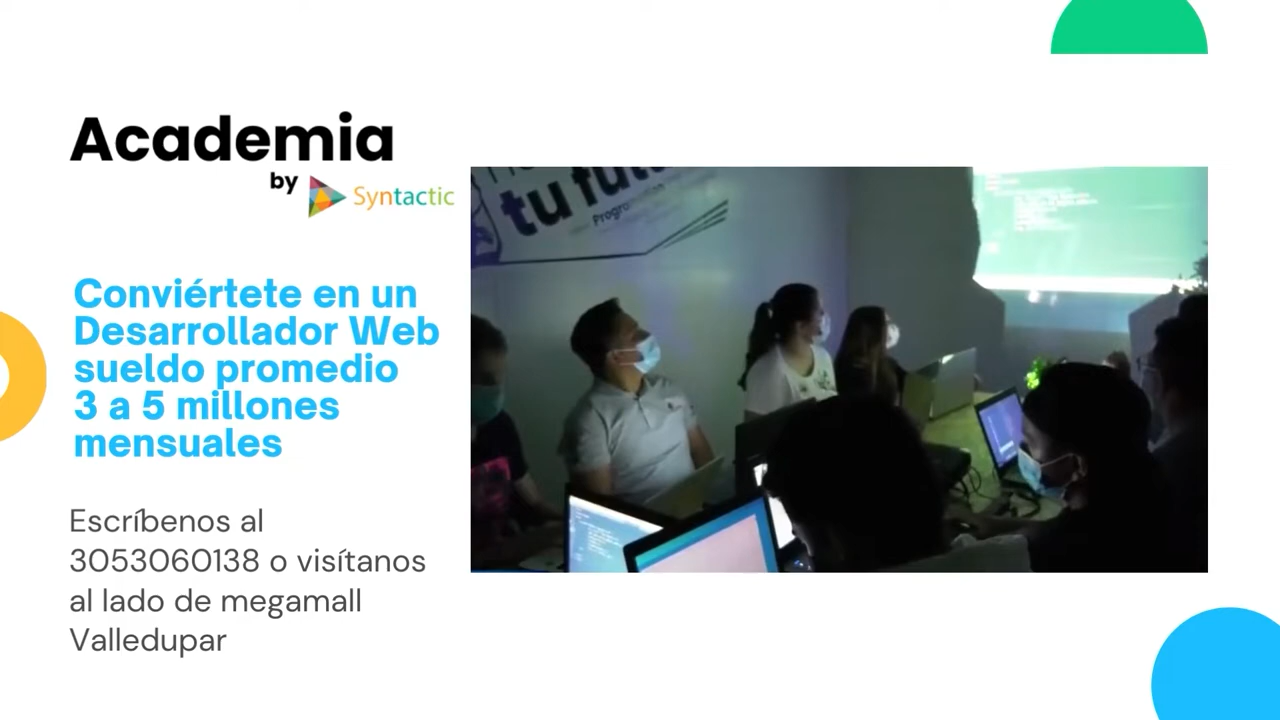 Academia
by Syntactic
Conviértete en un
Desarrollador Web
sueldo promedio
3 a 5 millones
mensuales
Escríbenos al
3053060138 o visítanos
al lado de megamall
Valledupar
tu